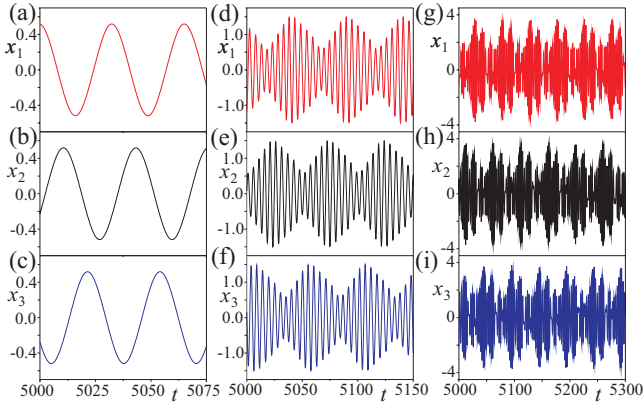 (a) (d) (g)
x1 0.4 0.0 -0.4
x1 1.0 0.0 -1.0
x1 4 0 -4
(b) (e) (h)
x2 0.4 0.0 -0.4
x2 1.0 0.0 -1.0
x2 4 0 -4
(c) (f) (i)
x3 0.4 0.0 -0.4
x3 1.0 0.0 -1.0
x3 4 0 -4
5000 5025 5050 t 5075
5000 5050 5100 t 5150
5000 5100 t 5200 5300